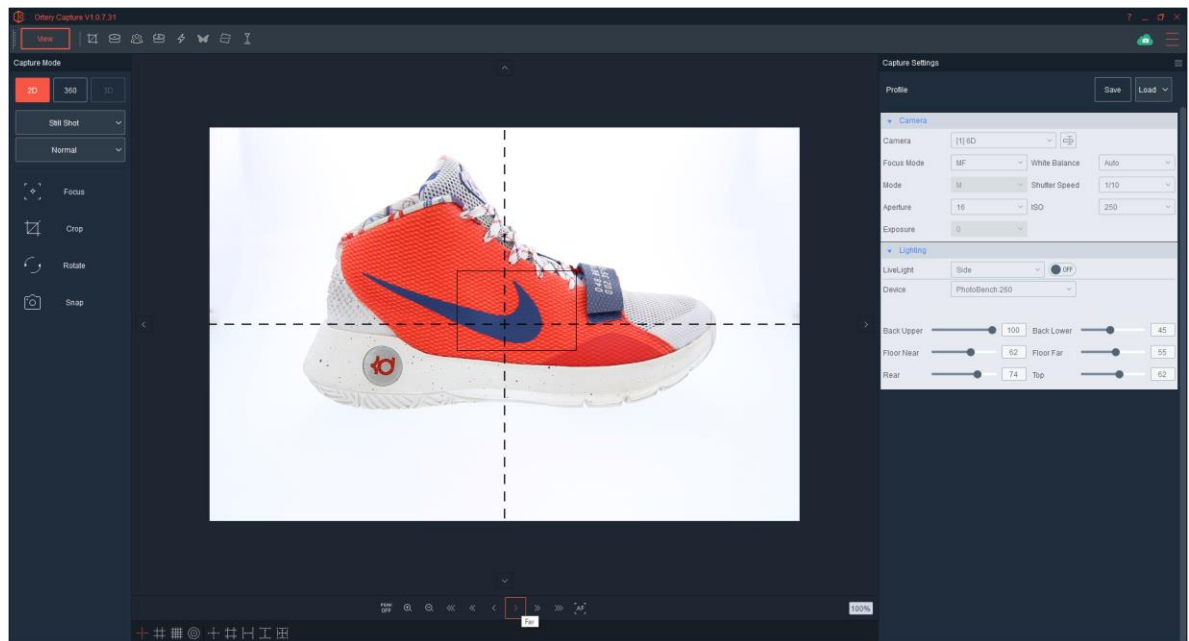 Ortery Capture V1.0.7.31
?
View
Capture Mode
2D 360 3D
Still Shot
Normal
Focus
Crop
Rotate
Snap
Capture Settings
Profile Save Load
Camera
Camera [1] 6D
Focus Mode MF White Balance Auto
Mode M Shutter Speed 1/10
Aperture 16 ISO 250
Exposure 0
Lighting
LiveLight Side OFF
Device PhotoBench 260
Back Upper 100 Back Lower 45
Floor Near 62 Floor Far 55
Rear 74 Top 62
OFF
AF
100%
Far